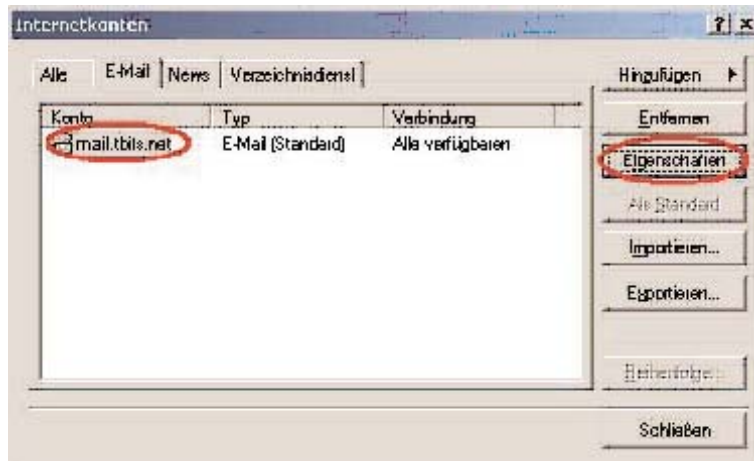 Internetkonten
Alle E-Mail News Verzeichnisdienst
Konto Typ Verbindung
mail.tbits.net E-Mail (Standard) Alle verfügbaren
Hinzufügen
Entfernen
Eigenschaften
Als Standard
Importieren...
Exportieren...
Reihenfolge...
Schließen